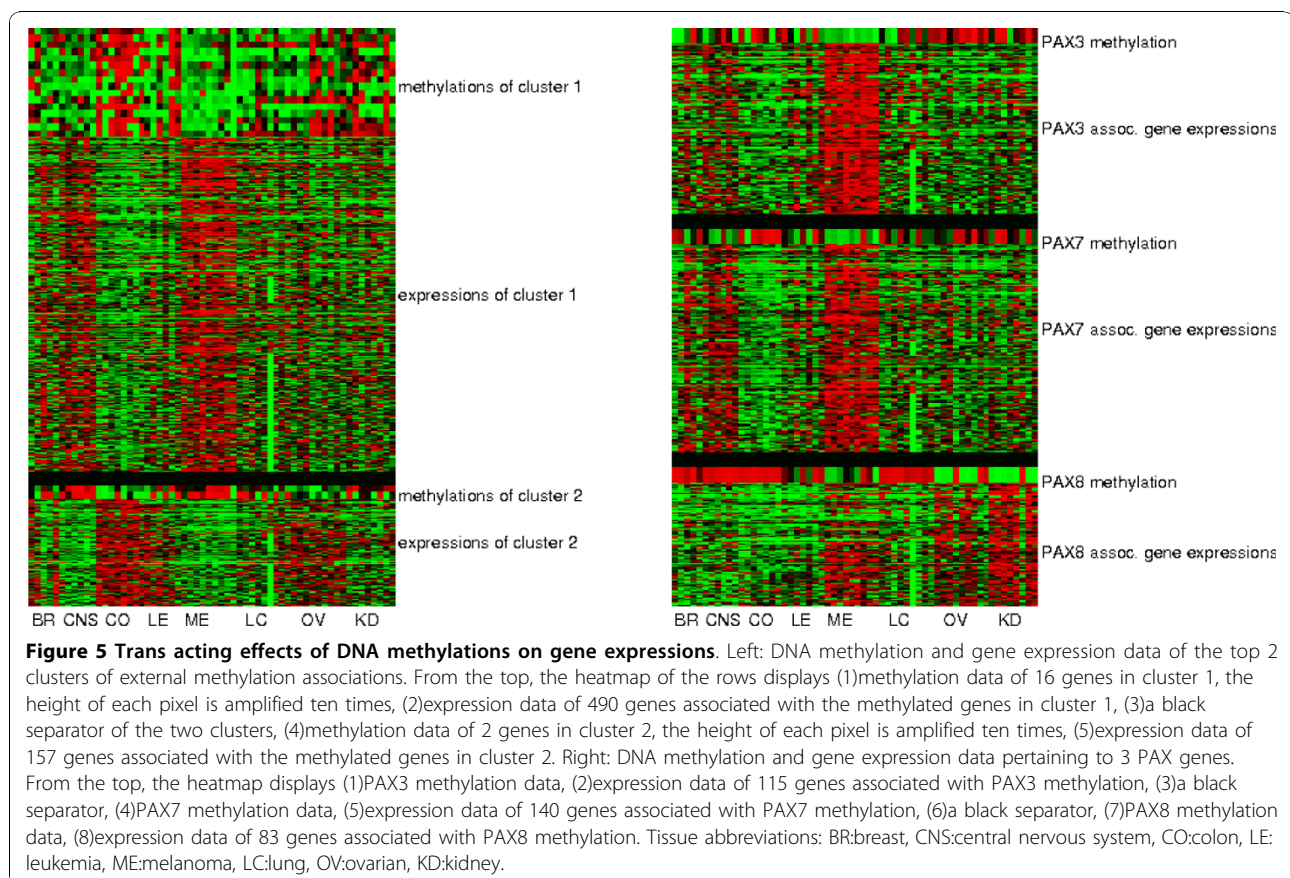 methylations of cluster 1
expressions of cluster 1
methylations of cluster 2
expressions of cluster 2
BR CNS CO LE ME LC OV KD
PAX3 methylation
PAX3 assoc. gene expressions
PAX7 methylation
PAX7 assoc. gene expressions
PAX8 methylation
PAX8 assoc. gene expressions
BR CNS CO LE ME LC OV KD
Figure 5 Trans acting effects of DNA methylations on gene expressions. Left: DNA methylation and gene expression data of the top 2
clusters of external methylation associations. From the top, the heatmap of the rows displays (1)methylation data of 16 genes in cluster 1, the
height of each pixel is amplified ten times, (2)expression data of 490 genes associated with the methylated genes in cluster 1, (3)a black
separator of the two clusters, (4)methylation data of 2 genes in cluster 2, the height of each pixel is amplified ten times, (5)expression data of
157 genes associated with the methylated genes in cluster 2. Right: DNA methylation and gene expression data pertaining to 3 PAX genes.
From the top, the heatmap displays (1)PAX3 methylation data, (2)expression data of 115 genes associated with PAX3 methylation, (3)a black
separator, (4)PAX7 methylation data, (5)expression data of 140 genes associated with PAX7 methylation, (6)a black separator, (7)PAX8 methylation
data, (8)expression data of 83 genes associated with PAX8 methylation. Tissue abbreviations: BR:breast, CNS:central nervous system, CO:colon, LE:
leukemia, ME:melanoma, LC:lung, OV:ovarian, KD:kidney.